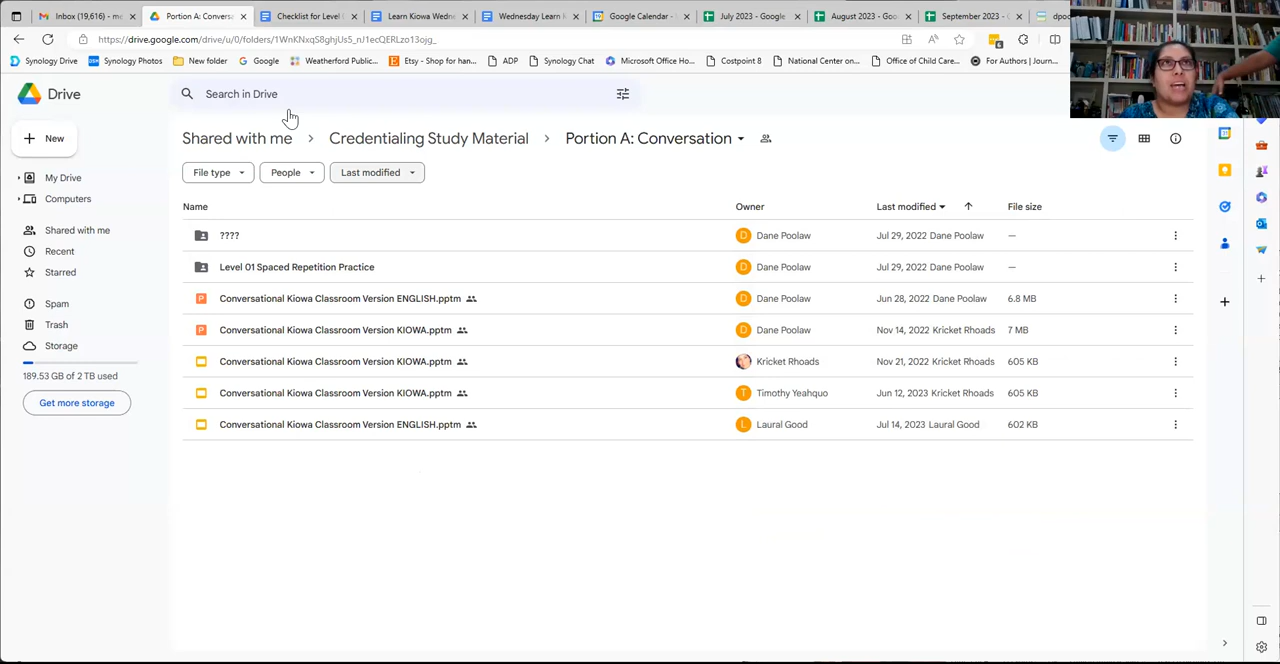 Inbox (19,616) - me
Portion A: Conversa
Checklist for Level
Learn Kiowa Wedne
Wednesday Learn K
Google Calendar -
July 2023 - Google
August 2023 - Goo
September 2023 - G
dpoo
https://drive.google.com/drive/u/0/folders/1WnKNxqS8ghjUs5_nJ1ecQERLzo13ojg_
Synology Drive
Synology Photos
New folder
Google
Weatherford Public...
Etsy - Shop for han...
ADP
Synology Chat
Microsoft Office Ho...
Costpoint 8
National Center on...
Office of Child Care...
For Authors | Journ...
Drive
Search in Drive
New
Shared with me > Credentialing Study Material > Portion A: Conversation
File type People Last modified
My Drive
Computers
Shared with me
Recent
Starred
Spam
Trash
Storage
189.53 GB of 2 TB used
Get more storage
Name Owner Last modified File size
???? D Dane Poolaw Jul 29, 2022 Dane Poolaw —
Level 01 Spaced Repetition Practice D Dane Poolaw Jul 29, 2022 Dane Poolaw —
P Conversational Kiowa Classroom Version ENGLISH.pptm D Dane Poolaw Jun 28, 2022 Dane Poolaw 6.8 MB
P Conversational Kiowa Classroom Version KIOWA.pptm D Dane Poolaw Nov 14, 2022 Kricket Rhoads 7 MB
Conversational Kiowa Classroom Version KIOWA.pptm Kricket Rhoads Nov 21, 2022 Kricket Rhoads 605 KB
Conversational Kiowa Classroom Version KIOWA.pptm T Timothy Yeahquo Jun 12, 2023 Kricket Rhoads 605 KB
Conversational Kiowa Classroom Version ENGLISH.pptm L Laural Good Jul 14, 2023 Laural Good 602 KB